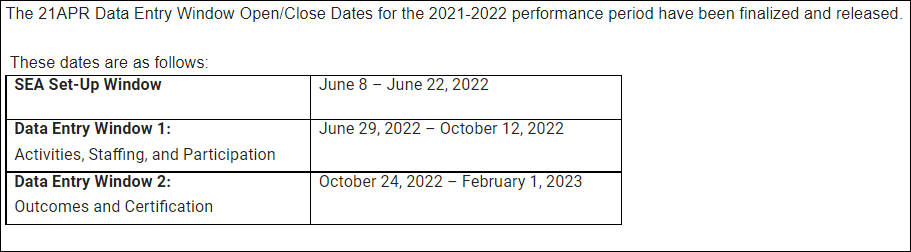 The 21APR Data Entry Window Open/Close Dates for the 2021-2022 performance period have been finalized and released.
These dates are as follows:
SEA Set-Up Window June 8 – June 22, 2022
Data Entry Window 1: June 29, 2022 – October 12, 2022
Activities, Staffing, and Participation
Data Entry Window 2: October 24, 2022 – February 1, 2023
Outcomes and Certification